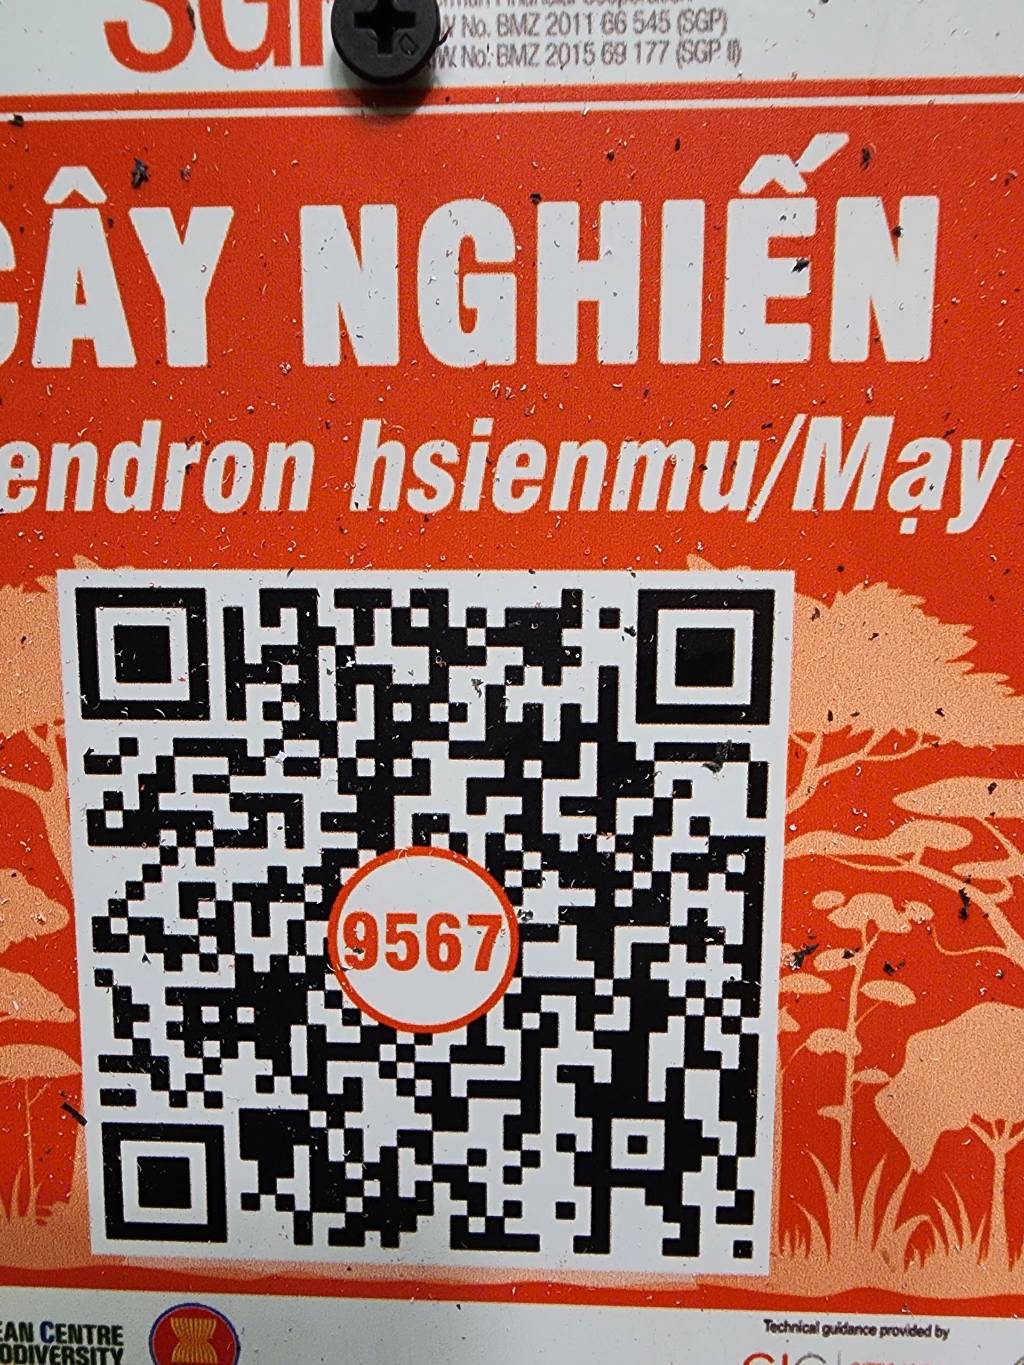 SG
No. BMZ 2011 66 545 (SGP)
No. BMZ 2015 69 177 (SGP II)
CÂY NGHIẾN
endron hsienmu/Mạy
9567
EAN CENTRE
ODIVERSITY
Technical guidance provided by